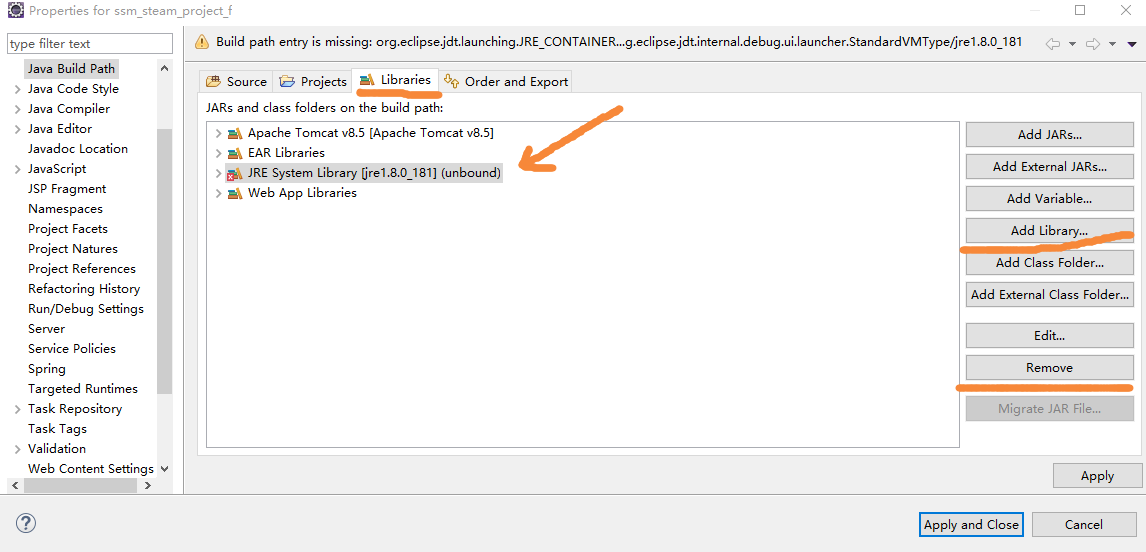 Properties for ssm_steam_project_f
type filter text
Build path entry is missing: org.eclipse.jdt.launching.JRE_CONTAINER...g.eclipse.jdt.internal.debug.ui.launcher.StandardVMType/jre1.8.0_181
Java Build Path
Java Code Style
Java Compiler
Java Editor
Javadoc Location
JavaScript
JSP Fragment
Namespaces
Project Facets
Project Natures
Project References
Refactoring History
Run/Debug Settings
Server
Service Policies
Spring
Targeted Runtimes
Task Repository
Task Tags
Validation
Web Content Settings
Source Projects Libraries Order and Export
JARs and class folders on the build path:
Apache Tomcat v8.5 [Apache Tomcat v8.5]
EAR Libraries
JRE System Library [jre1.8.0_181] (unbound)
Web App Libraries
Add JARs...
Add External JARs...
Add Variable...
Add Library...
Add Class Folder...
Add External Class Folder...
Edit...
Remove
Migrate JAR File...
Apply
?
Apply and Close
Cancel